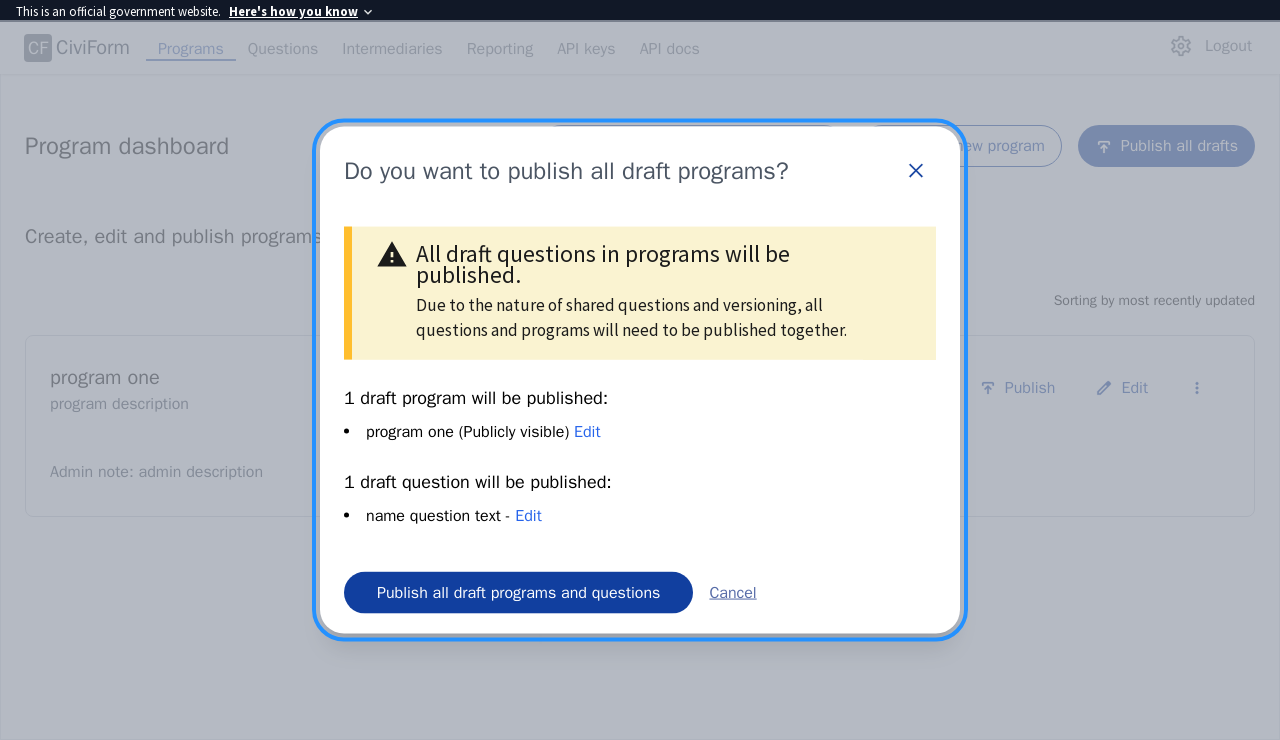 This is an official government website. Here's how you know
CF CiviForm Programs Questions Intermediaries Reporting API keys API docs Logout
Program dashboard
new program
Publish all drafts
Do you want to publish all draft programs?
Create, edit and publish programs
All draft questions in programs will be
published.
Due to the nature of shared questions and versioning, all
questions and programs will need to be published together.
Sorting by most recently updated
program one
program description
Publish Edit
Admin note: admin description
1 draft program will be published:
• program one (Publicly visible) Edit
1 draft question will be published:
• name question text - Edit
Publish all draft programs and questions Cancel